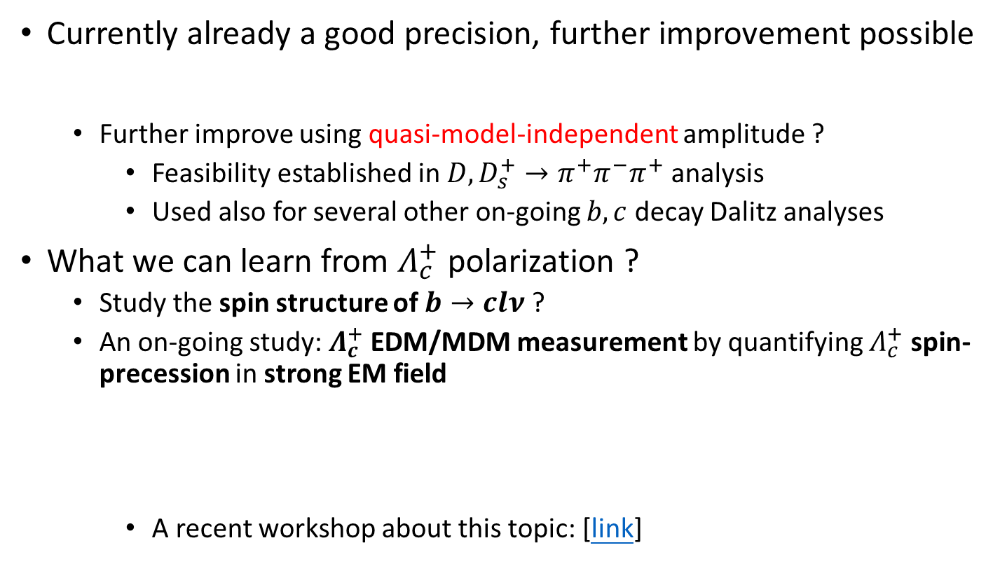 • Currently already a good precision, further improvement possible
• Further improve using quasi-model-independent amplitude ?
• Feasibility established in $D, D_s^+ \to \pi^+\pi^-\pi^+$ analysis
• Used also for several other on-going $b, c$ decay Dalitz analyses
• What we can learn from $\Lambda_c^+$ polarization ?
• Study the spin structure of $b \to cl\nu$ ?
• An on-going study: $\Lambda_c^+$ EDM/MDM measurement by quantifying $\Lambda_c^+$ spin-
precession in strong EM field
• A recent workshop about this topic: [link]